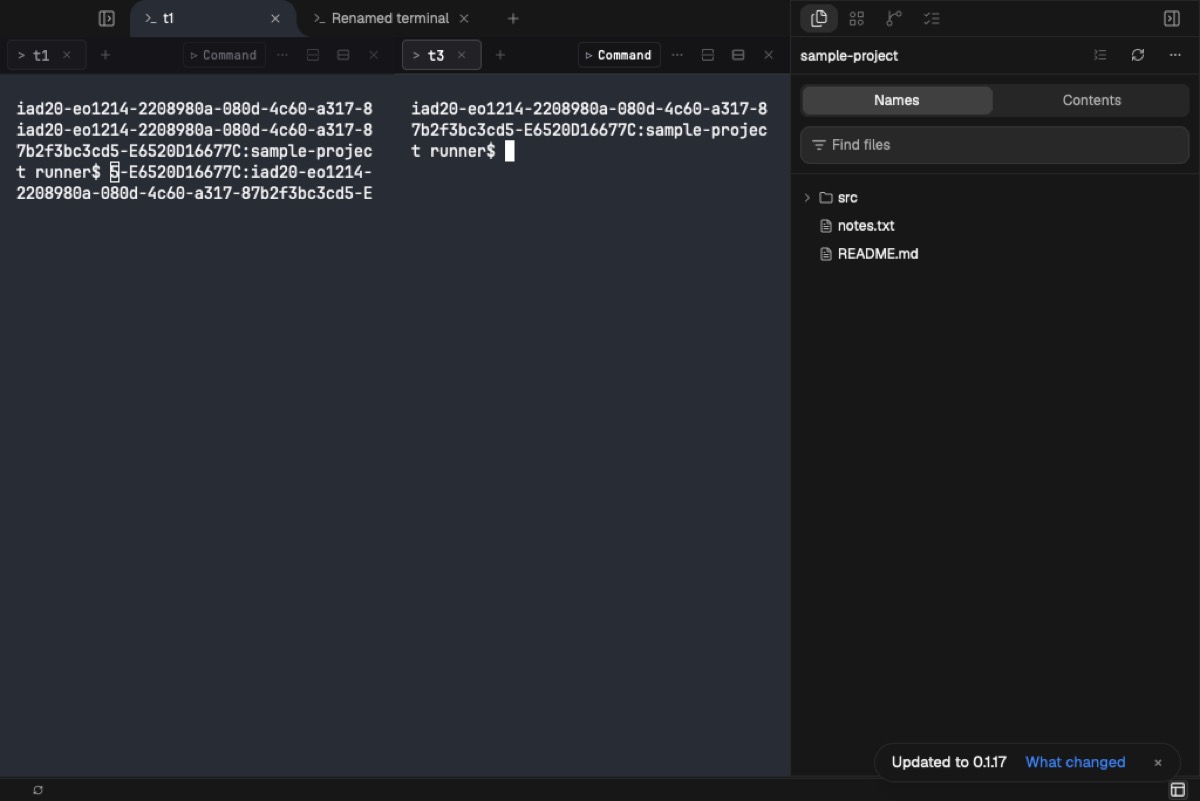 >_ t1 ×
>_ Renamed terminal × +
> t1 × +
▷ Command ··· ×
> t3 × +
▷ Command ··· ×
iad20-eo1214-2208980a-080d-4c60-a317-8
iad20-eo1214-2208980a-080d-4c60-a317-8
7b2f3bc3cd5-E6520D16677C:sample-projec
t runner$ 5-E6520D16677C:iad20-eo1214-
2208980a-080d-4c60-a317-87b2f3bc3cd5-E
iad20-eo1214-2208980a-080d-4c60-a317-8
7b2f3bc3cd5-E6520D16677C:sample-projec
t runner$
sample-project
Names
Contents
Find files
src
notes.txt
README.md
Updated to 0.1.17 What changed ×